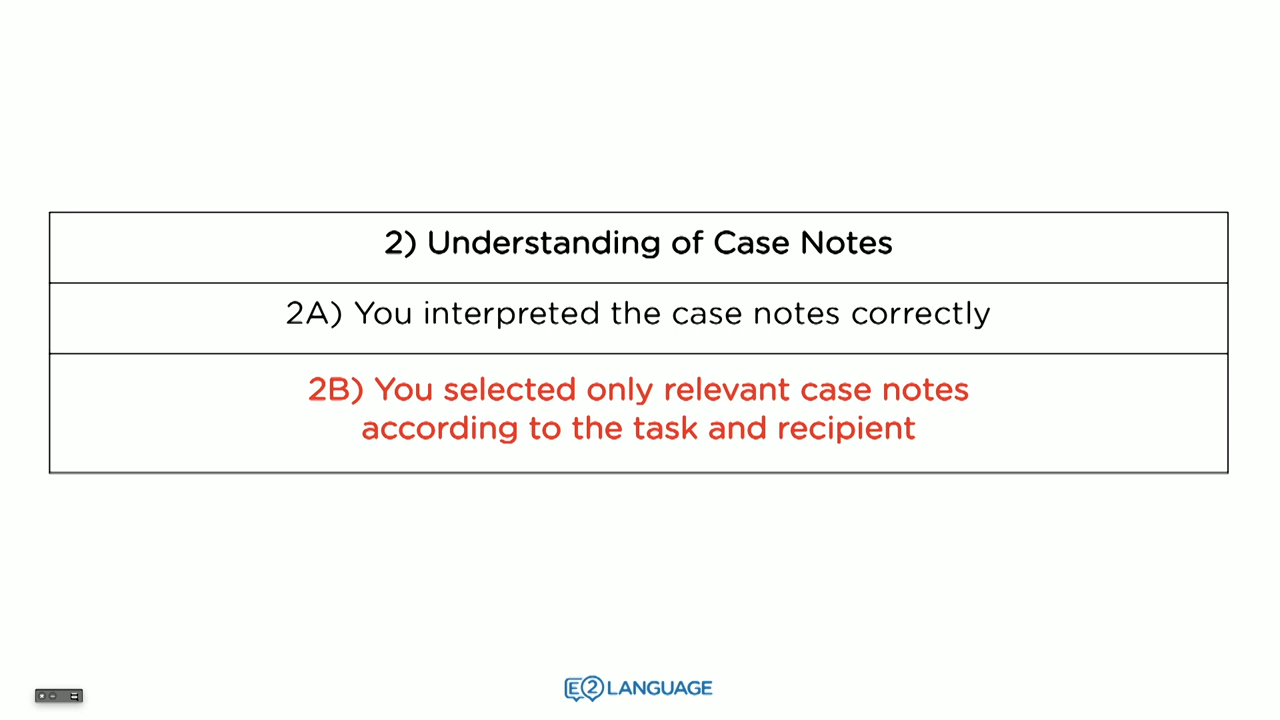 2) Understanding of Case Notes
2A) You interpreted the case notes correctly
2B) You selected only relevant case notes
according to the task and recipient
E2 LANGUAGE